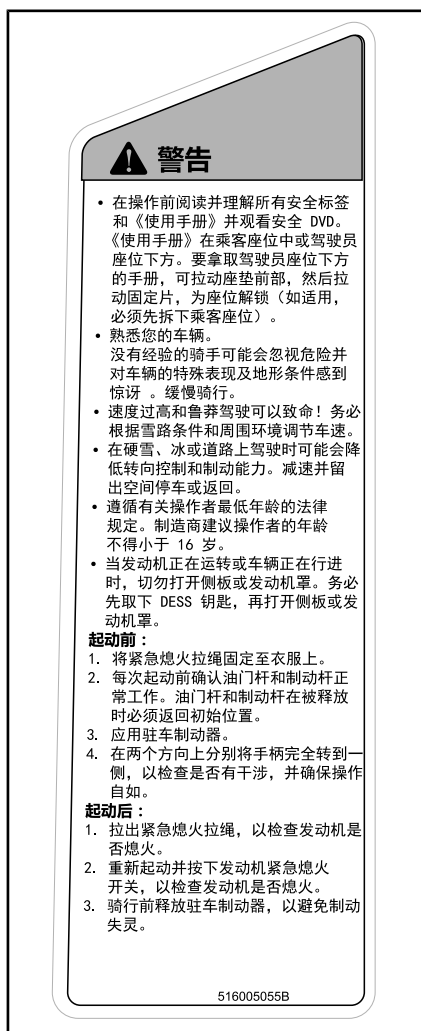 警告
• 在操作前阅读并理解所有安全标签
和《使用手册》并观看安全 DVD。
《使用手册》在乘客座位中或驾驶员
座位下方。要拿取驾驶员座位下方
的手册，可拉动座垫前部，然后拉
动固定片，为座位解锁（如适用，
必须先拆下乘客座位）。
• 熟悉您的车辆。
没有经验的骑手可能会忽视危险并
对车辆的特殊表现及地形条件感到
惊讶 。缓慢骑行。
• 速度过高和鲁莽驾驶可以致命！务必
根据雪路条件和周围环境调节车速。
• 在硬雪、冰或道路上驾驶时可能会降
低转向控制和制动能力。减速并留
出空间停车或返回。
• 遵循有关操作者最低年龄的法律
规定。制造商建议操作者的年龄
不得小于 16 岁。
• 当发动机正在运转或车辆正在行进
时，切勿打开侧板或发动机罩。务必
先取下 DESS 钥匙，再打开侧板或发
动机罩。
起动前：
1. 将紧急熄火拉绳固定至衣服上。
2. 每次起动前确认油门杆和制动杆正
常工作。油门杆和制动杆在被释放
时必须返回初始位置。
3. 应用驻车制动器。
4. 在两个方向上分别将手柄完全转到一
侧，以检查是否有干涉，并确保操作
自如。
起动后：
1. 拉出紧急熄火拉绳，以检查发动机是
否熄火。
2. 重新起动并按下发动机紧急熄火
开关，以检查发动机是否熄火。
3. 骑行前释放驻车制动器，以避免制动
失灵。
516005055B